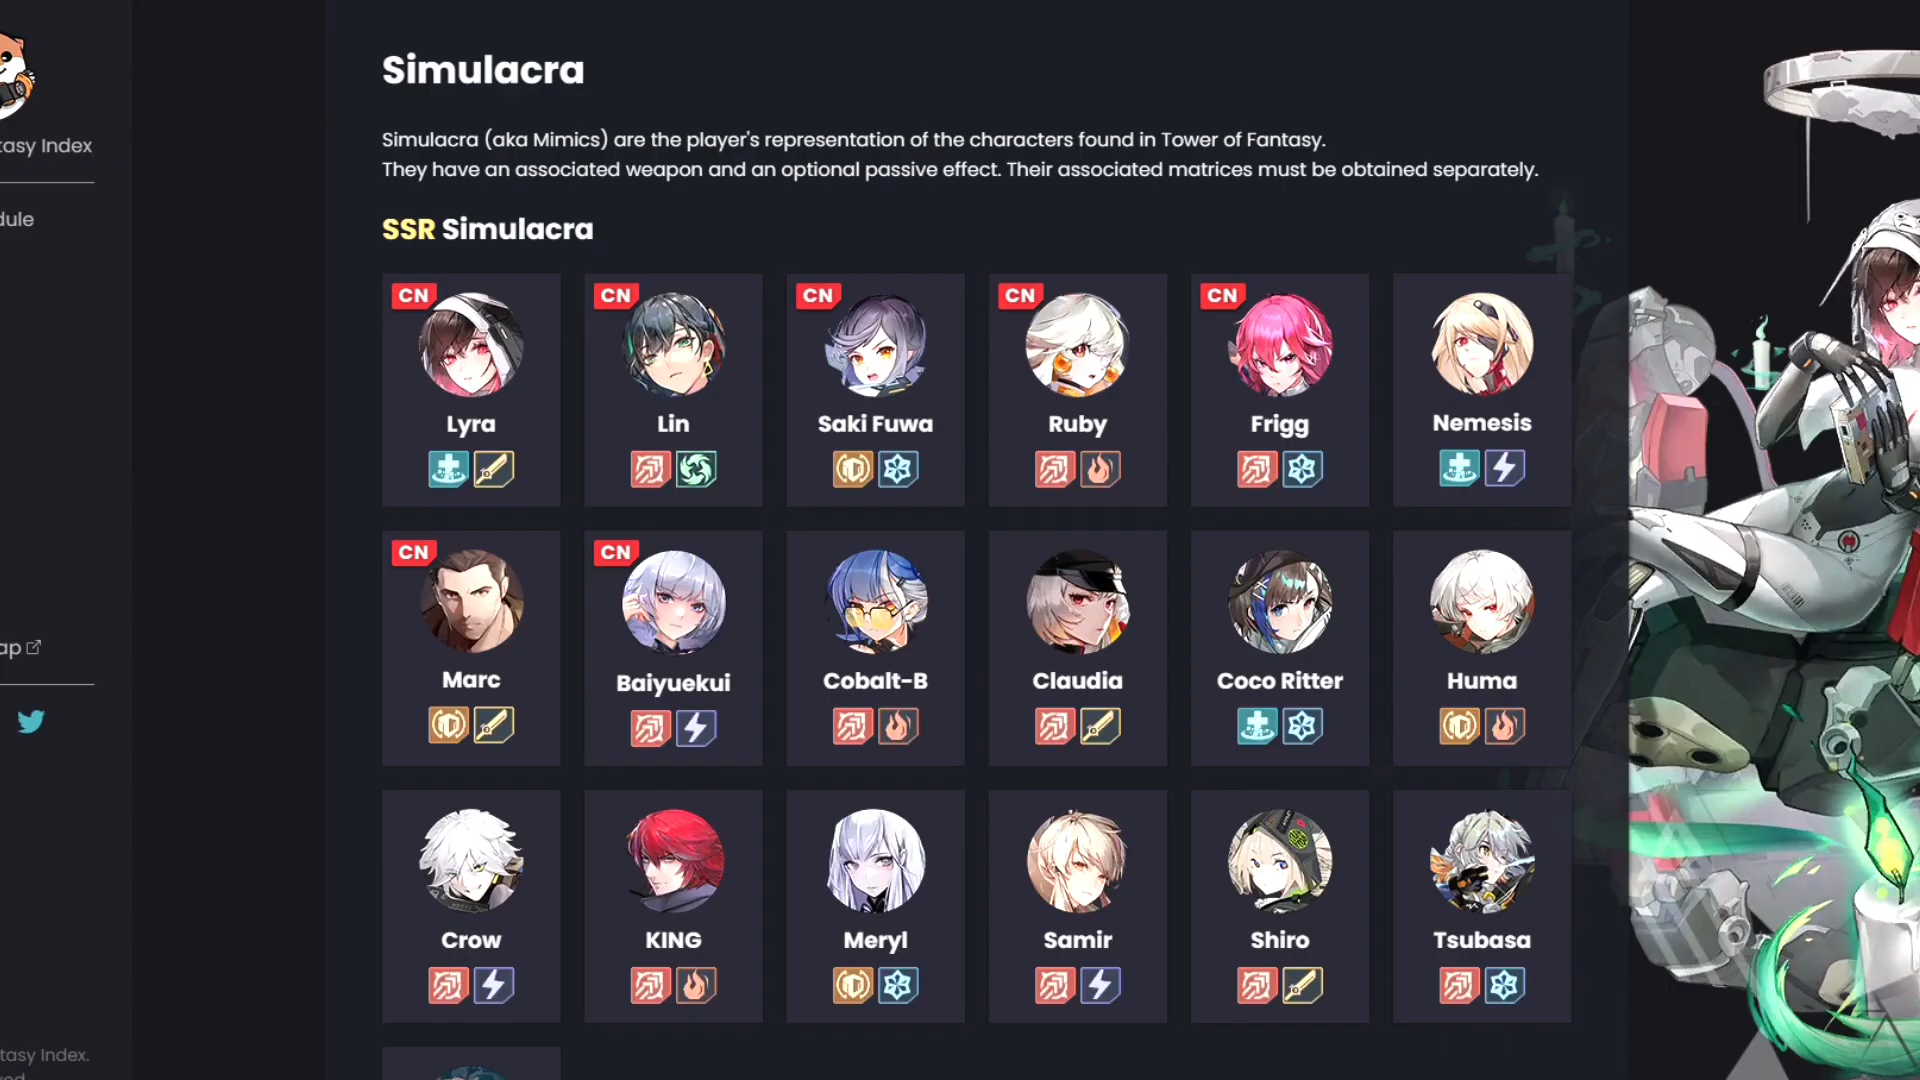 Simulacra
Simulacra (aka Mimics) are the player's representation of the characters found in Tower of Fantasy.
They have an associated weapon and an optional passive effect. Their associated matrices must be obtained separately.
SSR Simulacra
CN
Lyra
CN
Lin
CN
Saki Fuwa
CN
Ruby
CN
Frigg
Nemesis
CN
Marc
CN
Baiyuekui
Cobalt-B
Claudia
Coco Ritter
Huma
Crow
KING
Meryl
Samir
Shiro
Tsubasa
tasy Index
dule
ap
tasy Index.